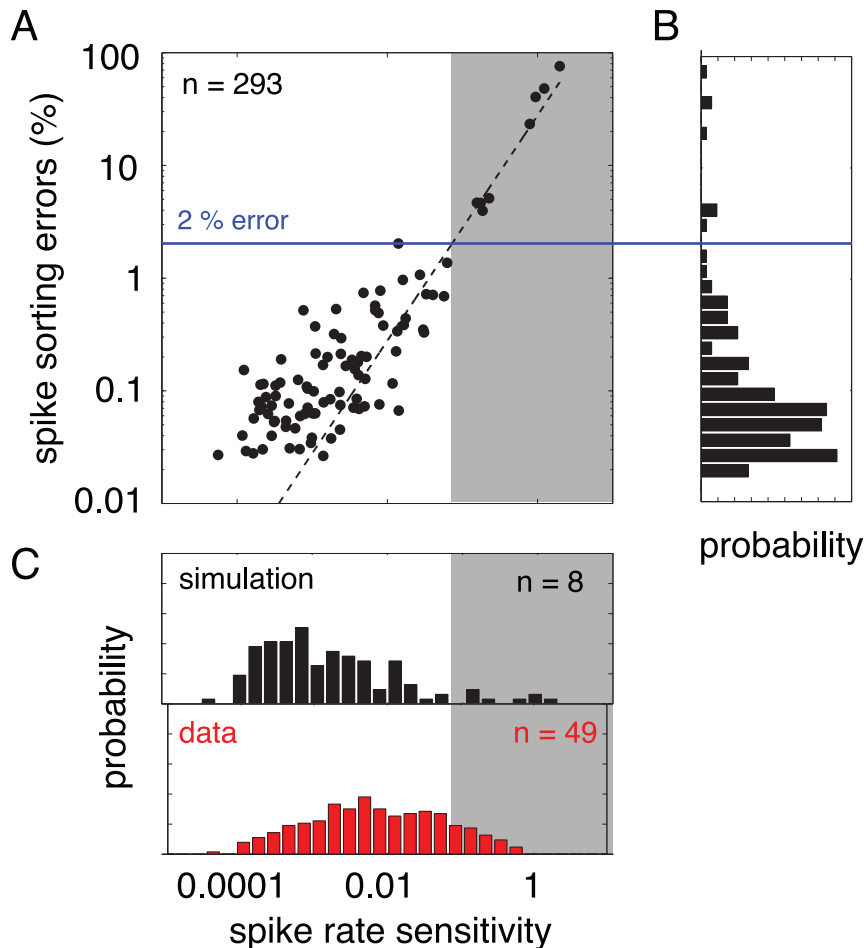 A
B
100
n = 293
10
2 % error
1
0.1
0.01
spike sorting errors (%)
probability
C
simulation
n = 8
data
n = 49
probability
0.0001
0.01
1
spike rate sensitivity